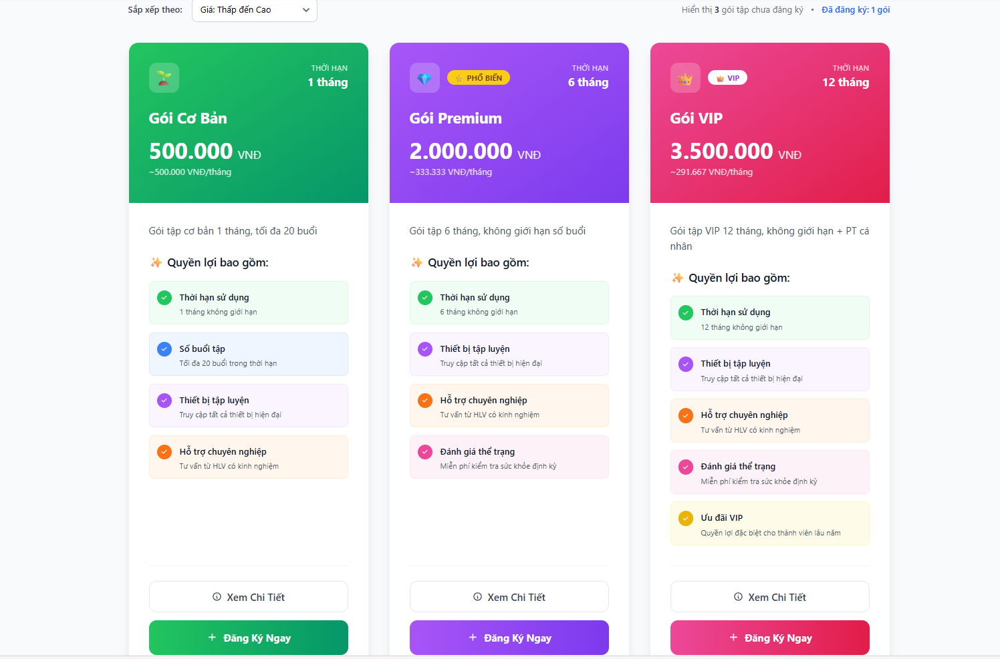 Sắp xếp theo: Giá: Thấp đến Cao
Hiển thị 3 gói tập chưa đăng ký • Đã đăng ký: 1 gói
THỜI HẠN
1 tháng
Gói Cơ Bản
500.000 VNĐ
~500.000 VNĐ/tháng
Gói tập cơ bản 1 tháng, tối đa 20 buổi
Quyền lợi bao gồm:
Thời hạn sử dụng
1 tháng không giới hạn
Số buổi tập
Tối đa 20 buổi trong thời hạn
Thiết bị tập luyện
Truy cập tất cả thiết bị hiện đại
Hỗ trợ chuyên nghiệp
Tư vấn từ HLV có kinh nghiệm
Xem Chi Tiết
Đăng Ký Ngay
PHỔ BIẾN
THỜI HẠN
6 tháng
Gói Premium
2.000.000 VNĐ
~333.333 VNĐ/tháng
Gói tập 6 tháng, không giới hạn số buổi
Quyền lợi bao gồm:
Thời hạn sử dụng
6 tháng không giới hạn
Thiết bị tập luyện
Truy cập tất cả thiết bị hiện đại
Hỗ trợ chuyên nghiệp
Tư vấn từ HLV có kinh nghiệm
Đánh giá thể trạng
Miễn phí kiểm tra sức khỏe định kỳ
Xem Chi Tiết
Đăng Ký Ngay
VIP
THỜI HẠN
12 tháng
Gói VIP
3.500.000 VNĐ
~291.667 VNĐ/tháng
Gói tập VIP 12 tháng, không giới hạn + PT cá
nhân
Quyền lợi bao gồm:
Thời hạn sử dụng
12 tháng không giới hạn
Thiết bị tập luyện
Truy cập tất cả thiết bị hiện đại
Hỗ trợ chuyên nghiệp
Tư vấn từ HLV có kinh nghiệm
Đánh giá thể trạng
Miễn phí kiểm tra sức khỏe định kỳ
Ưu đãi VIP
Quyền lợi đặc biệt cho thành viên lâu năm
Xem Chi Tiết
Đăng Ký Ngay